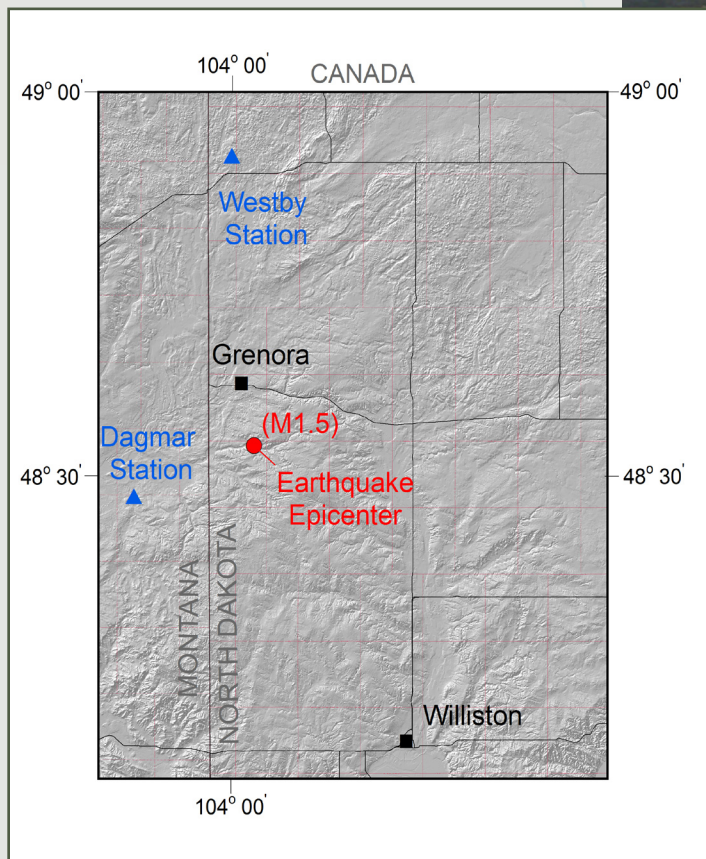 104° 00'
CANADA
49° 00'
49° 00'
Westby
Station
Grenora
(M1.5)
Dagmar
Station
48° 30'
48° 30'
Earthquake
Epicenter
MONTANA
NORTH DAKOTA
Williston
104° 00'